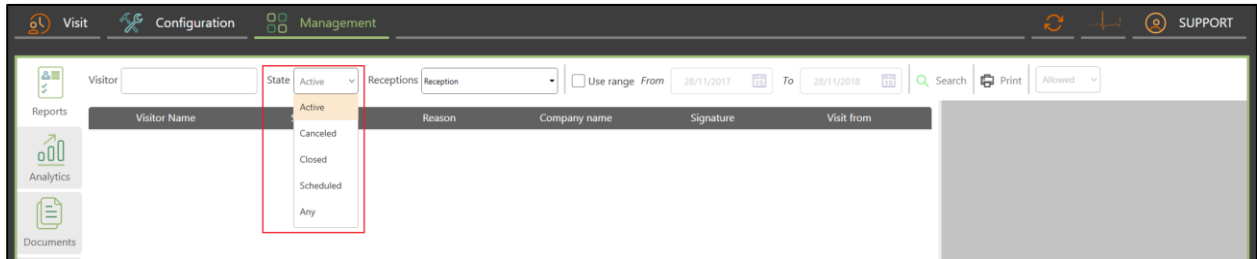 Visit Configuration Management SUPPORT
Visitor State Active Receptions Reception Use range From 28/11/2017 15 To 28/11/2018 15 Search Print Allowed
Reports
Visitor Name S Reason Company name Signature Visit from
Active
Canceled
Closed
Scheduled
Any
Analytics
Documents